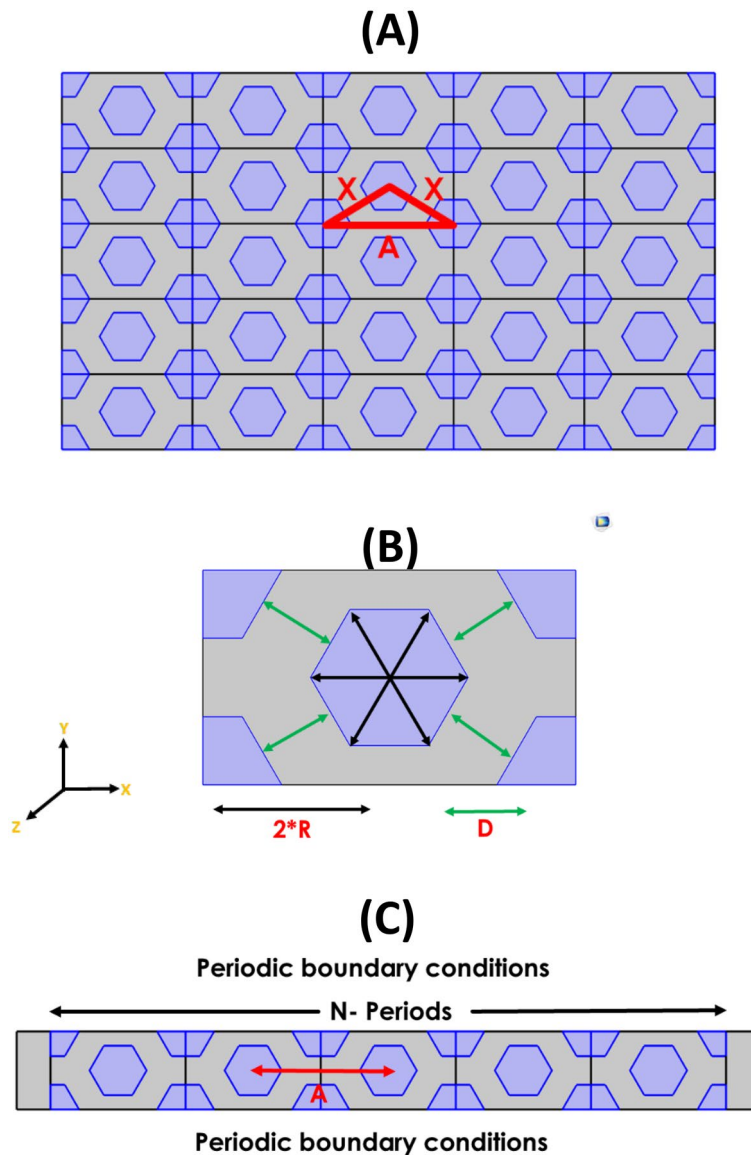 (A)
X X
A
(B)
Y
X
Z
2*R
D
(C)
Periodic boundary conditions
N- Periods
A
Periodic boundary conditions